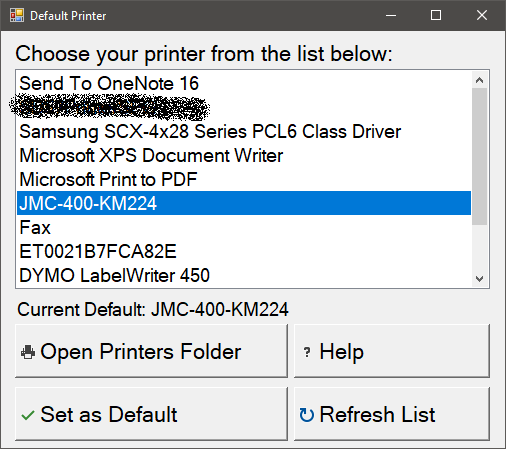 Default Printer
Choose your printer from the list below:
Send To OneNote 16
Samsung SCX-4x28 Series PCL6 Class Driver
Microsoft XPS Document Writer
Microsoft Print to PDF
JMC-400-KM224
Fax
ET0021B7FCA82E
DYMO LabelWriter 450
Current Default: JMC-400-KM224
Open Printers Folder
? Help
Set as Default
Refresh List